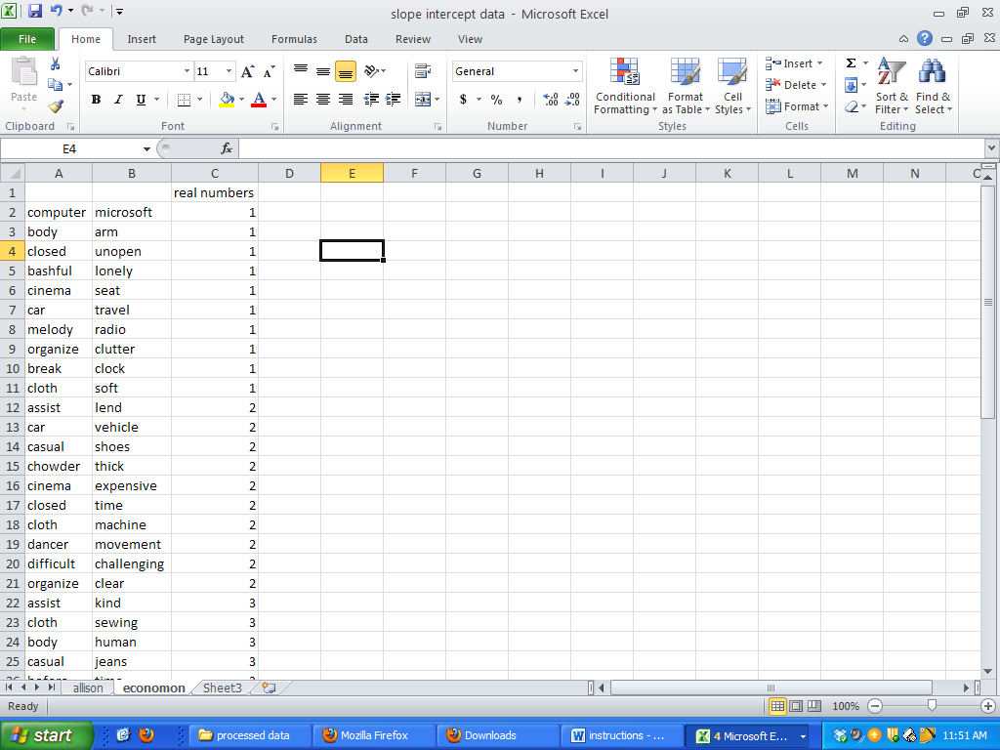 slope intercept data - Microsoft Excel
File Home Insert Page Layout Formulas Data Review View
Paste Calibri 11 A A General Conditional Formatting Format as Table Cell Styles Insert Delete Format Sort & Filter Find & Select
B I U A $ % ,
Clipboard Font Alignment Number Styles Cells Editing
E4 fx
A B C D E F G H I J K L M N
1 real numbers
2 computer microsoft 1
3 body arm 1
4 closed unopen 1
5 bashful lonely 1
6 cinema seat 1
7 car travel 1
8 melody radio 1
9 organize clutter 1
10 break clock 1
11 cloth soft 1
12 assist lend 2
13 car vehicle 2
14 casual shoes 2
15 chowder thick 2
16 cinema expensive 2
17 closed time 2
18 cloth machine 2
19 dancer movement 2
20 difficult challenging 2
21 organize clear 2
22 assist kind 3
23 cloth sewing 3
24 body human 3
25 casual jeans 3
allison economon Sheet3
Ready 100%
start processed data Mozilla Firefox Downloads instructions - ... 4 Microsoft E... 11:51 AM